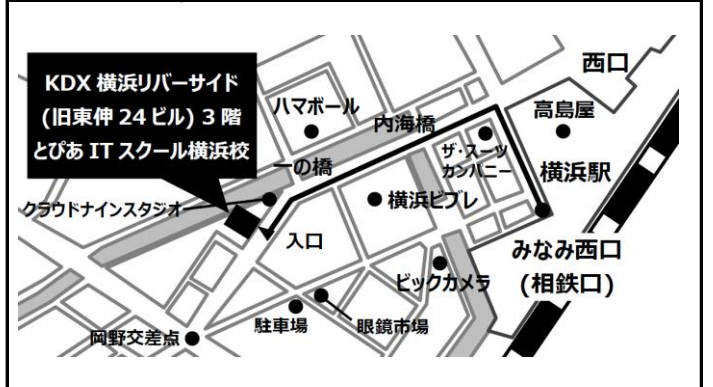 KDX 横浜リバーサイド
(旧東伸 24 ビル) 3 階
とぴあ IT スクール横浜校
西口
ハマボール
内海橋
高島屋
一の橋
ザ・スーツ
カンパニー
横浜駅
クラウドナインスタジオ
横浜ビブレ
入口
みなみ西口
(相鉄口)
ビックカメラ
岡野交差点
駐車場
眼鏡市場